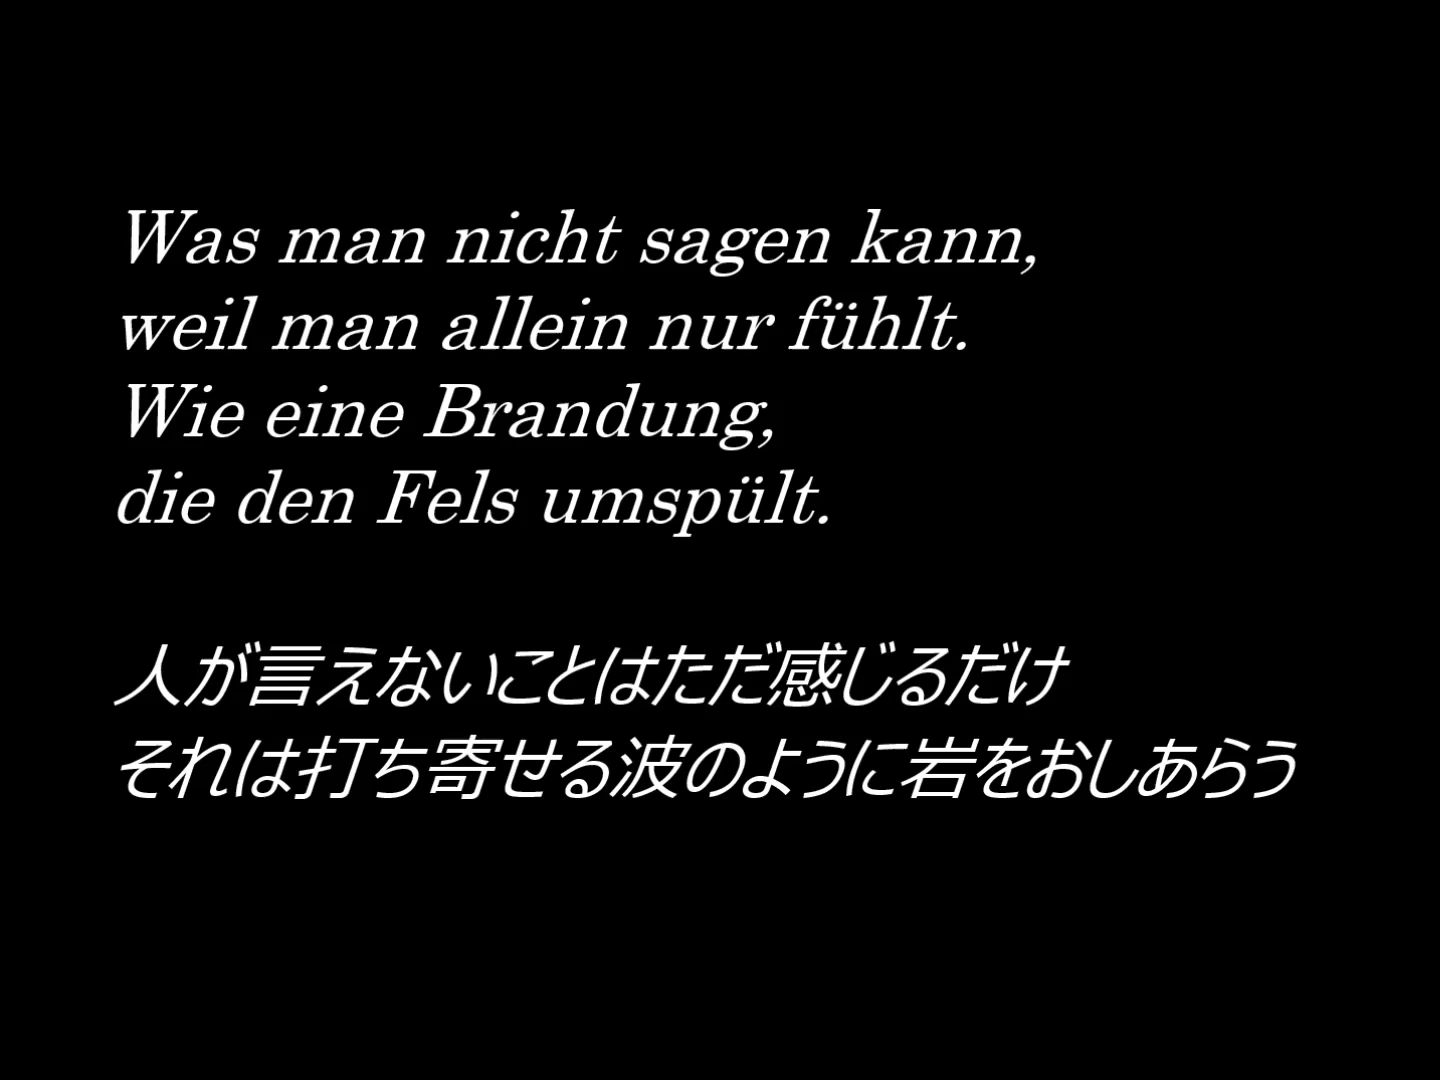 Was man nicht sagen kann,
weil man allein nur fühlt.
Wie eine Brandung,
die den Fels umspült.
人が言えないことはただ感じるだけ
それは打ち寄せる波のように岩をおしあらう